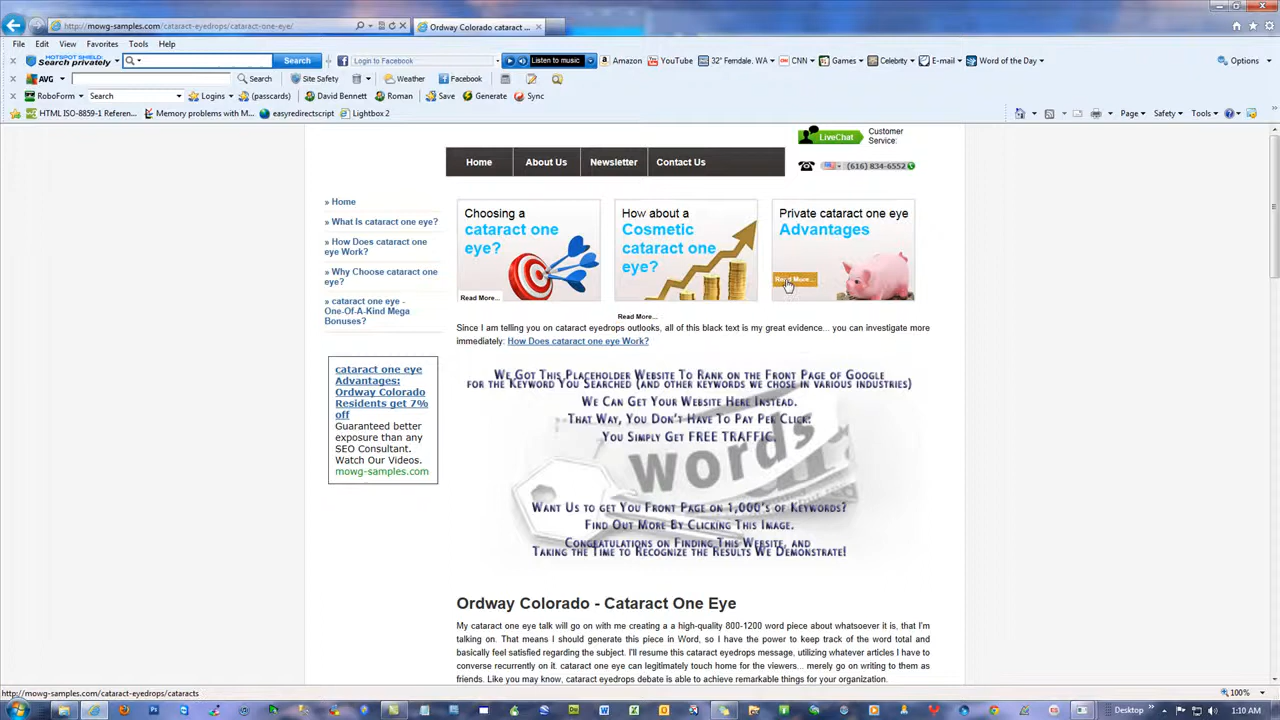 http://mowg-samples.com/cataract-eyedrops/cataract-one-eye/
Ordway Colorado cataract ...
File Edit View Favorites Tools Help
HOTSPOT SHIELD
Search privately
Search
Login to Facebook
Listen to music
Amazon
YouTube
32° Ferndale, WA
CNN
Games
Celebrity
E-mail
Word of the Day
Options
AVG
Search
Site Safety
Weather
Facebook
RoboForm
Search
Logins
(passcards)
David Bennett
Roman
Save
Generate
Sync
HTML ISO-8859-1 Referen...
Memory problems with M...
easyredirectscript
Lightbox 2
Page
Safety
Tools
LiveChat
Customer
Service:
(616) 834-6552
Home
About Us
Newsletter
Contact Us
» Home
» What Is cataract one eye?
» How Does cataract one
eye Work?
» Why Choose cataract one
eye?
» cataract one eye -
One-Of-A-Kind Mega
Bonuses?
Choosing a
cataract one
eye?
Read More...
How about a
Cosmetic
cataract one
eye?
Read More...
Private cataract one eye
Advantages
Read More...
Since I am telling you on cataract eyedrops outlooks, all of this black text is my great evidence... you can investigate more
immediately: How Does cataract one eye Work?
cataract one eye
Advantages:
Ordway Colorado
Residents get 7%
off
Guaranteed better
exposure than any
SEO Consultant.
Watch Our Videos.
mowg-samples.com
We Got This Placeholder Website To Rank on the Front Page of Google
for the Keyword You Searched (and other keywords we chose in various industries)
We Can Get Your Website Here Instead.
That Way, You Don't Have To Pay Per Click:
You Simply Get FREE TRAFFIC.
words
Want Us to get You Front Page on 1,000's of Keywords?
Find Out More By Clicking This Image.
Congratulations on Finding This Website, and
Taking the Time to Recognize the Results We Demonstrate!
Ordway Colorado - Cataract One Eye
My cataract one eye talk will go on with me creating a a high-quality 800-1200 word piece about whatsoever it is, that I'm
talking on. That means I should generate this piece in Word, so I have the power to keep track of the word total and
basically feel satisfied regarding the subject. I'll resume this cataract eyedrops message, utilizing whatever articles I have to
converse recurrently on it. cataract one eye can legitimately touch home for the viewers... merely go on writing to them as
friends. Like you may know, cataract eyedrops debate is able to achieve remarkable things for your organization.
http://mowg-samples.com/cataract-eyedrops/cataracts
100%
Desktop
1:10 AM